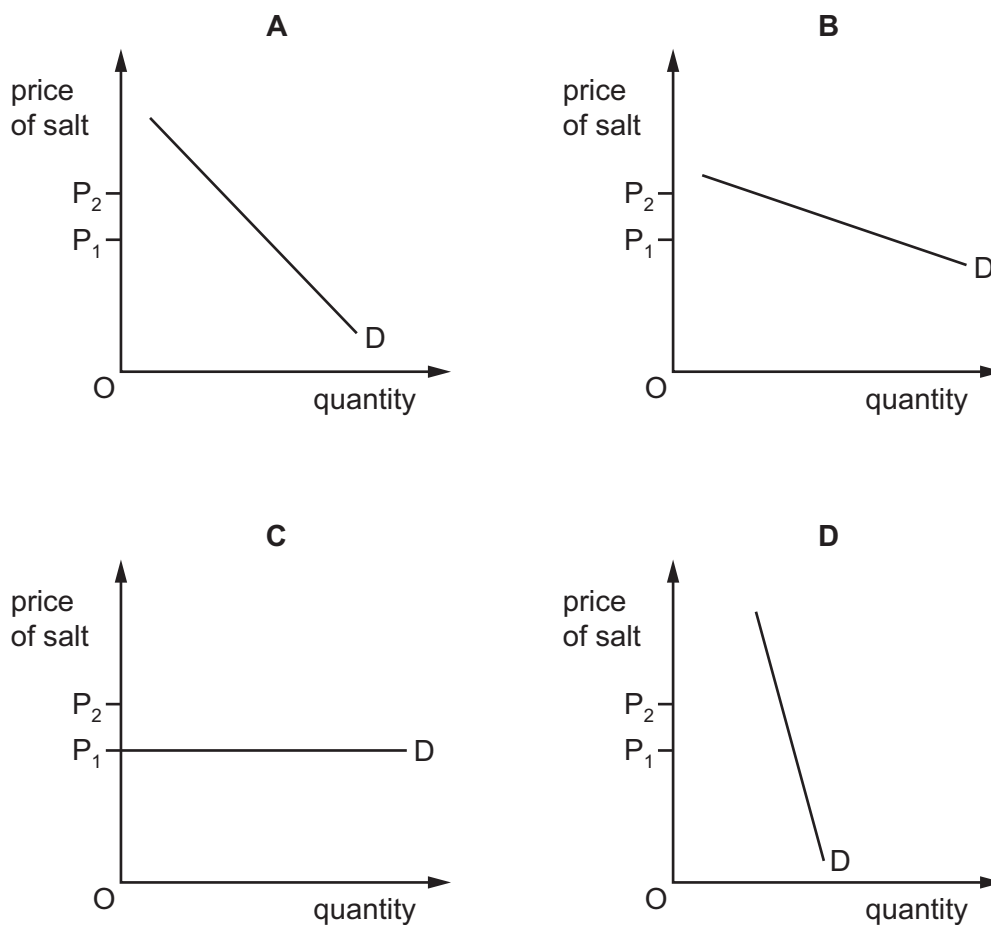 A
price
of salt
P2
P1
D
O
quantity
B
price
of salt
P2
P1
D
O
quantity
C
price
of salt
P2
P1
D
O
quantity
D
price
of salt
P2
P1
D
O
quantity